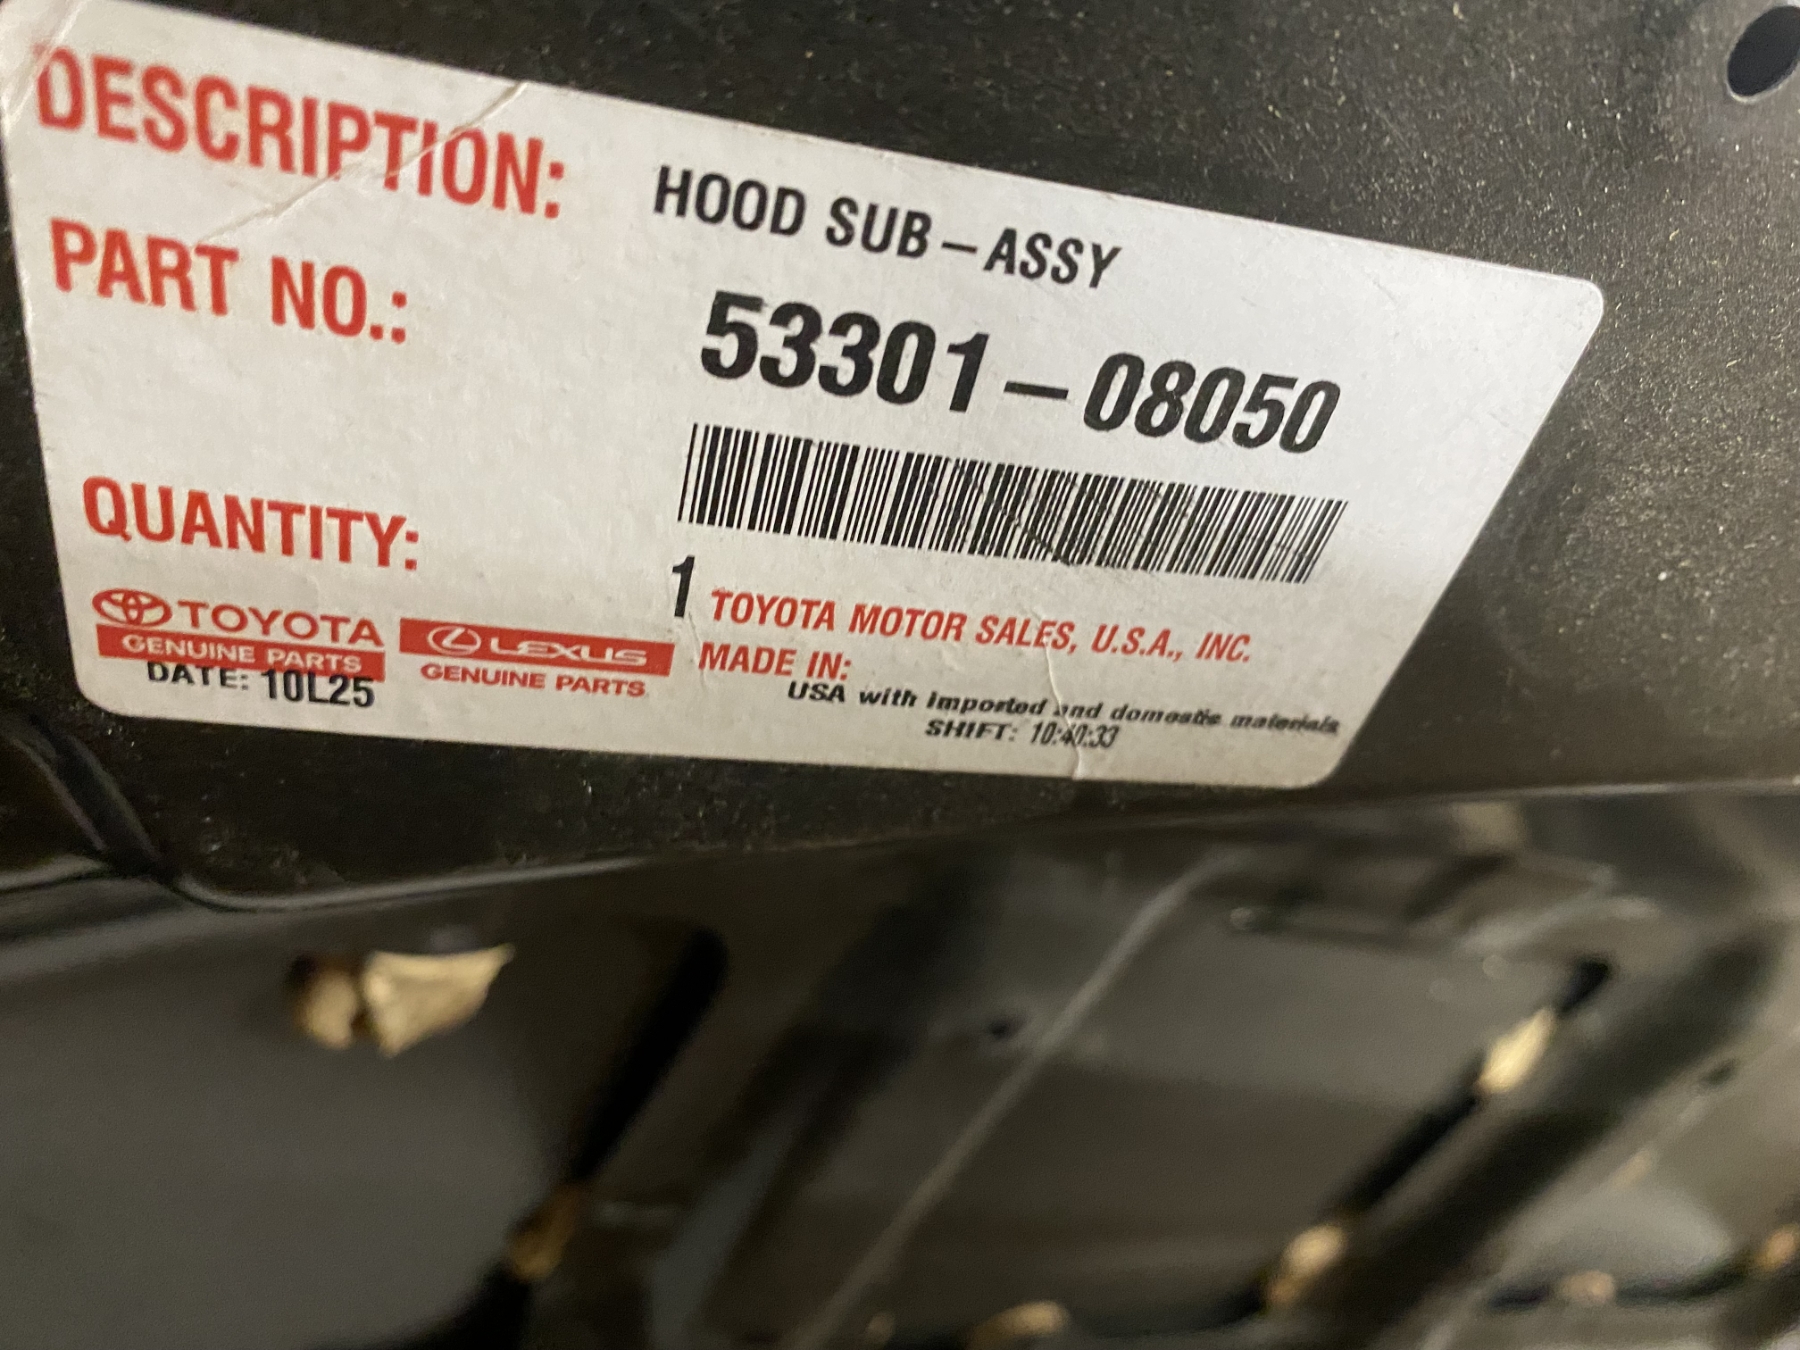 DESCRIPTION: HOOD SUB-ASSY
PART NO.: 53301-08050
QUANTITY: 1
TOYOTA
GENUINE PARTS
LEXUS
GENUINE PARTS
DATE: 10L25
TOYOTA MOTOR SALES, U.S.A., INC.
MADE IN:
USA with imported and domestic materials
SHIFT: 10:40:33